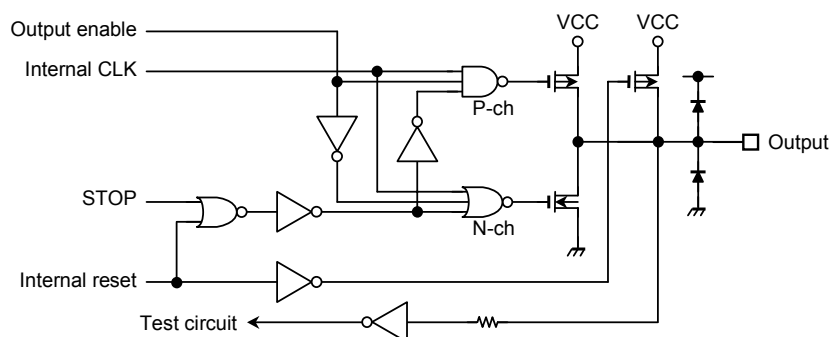 VCC VCC
Output enable
Internal CLK
P-ch
Output
STOP
N-ch
Internal reset
Test circuit